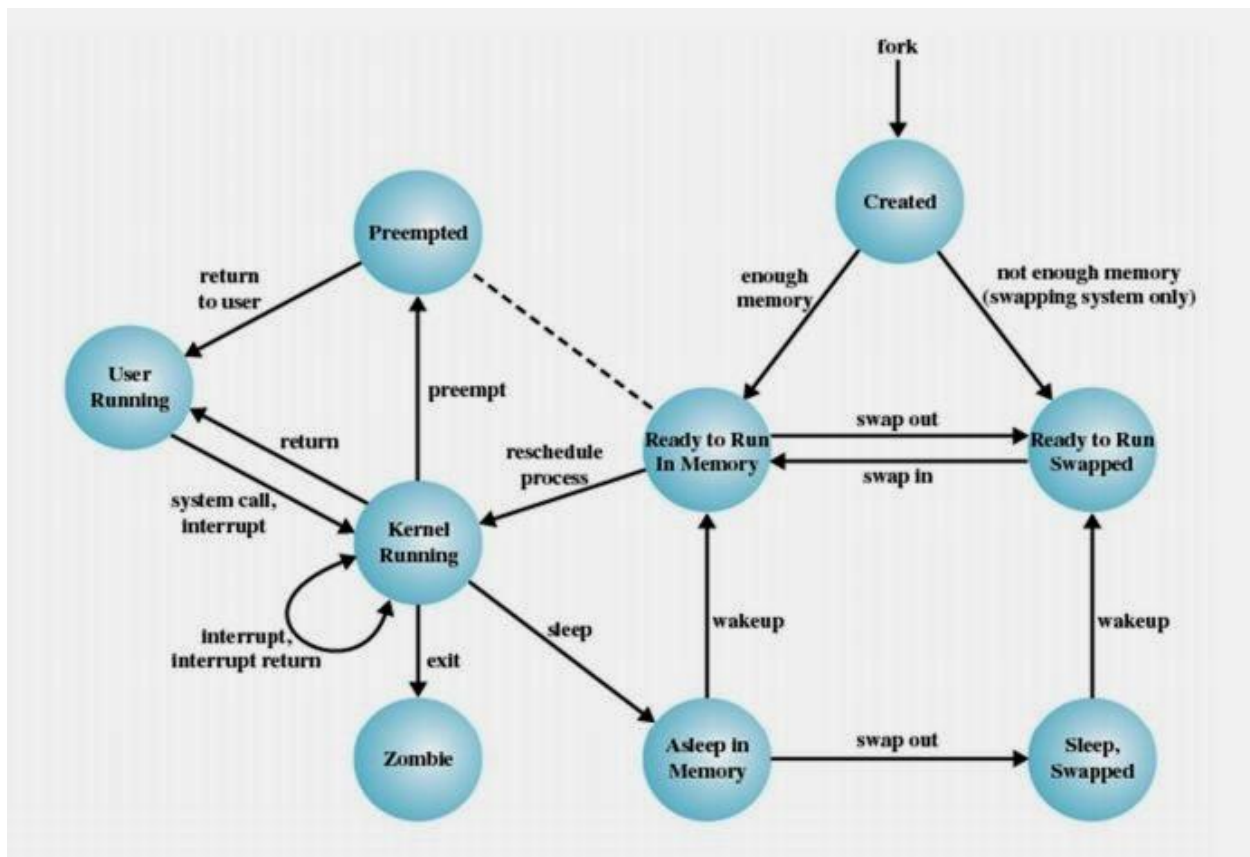 fork
Created
Preempted
return
to user
enough
memory
not enough memory
(swapping system only)
User
Running
preempt
return
reschedule
process
Ready to Run
In Memory
swap out
swap in
Ready to Run
Swapped
system call,
interrupt
Kernel
Running
interrupt,
interrupt return
exit
sleep
wakeup
wakeup
Zombie
Asleep in
Memory
swap out
Sleep,
Swapped